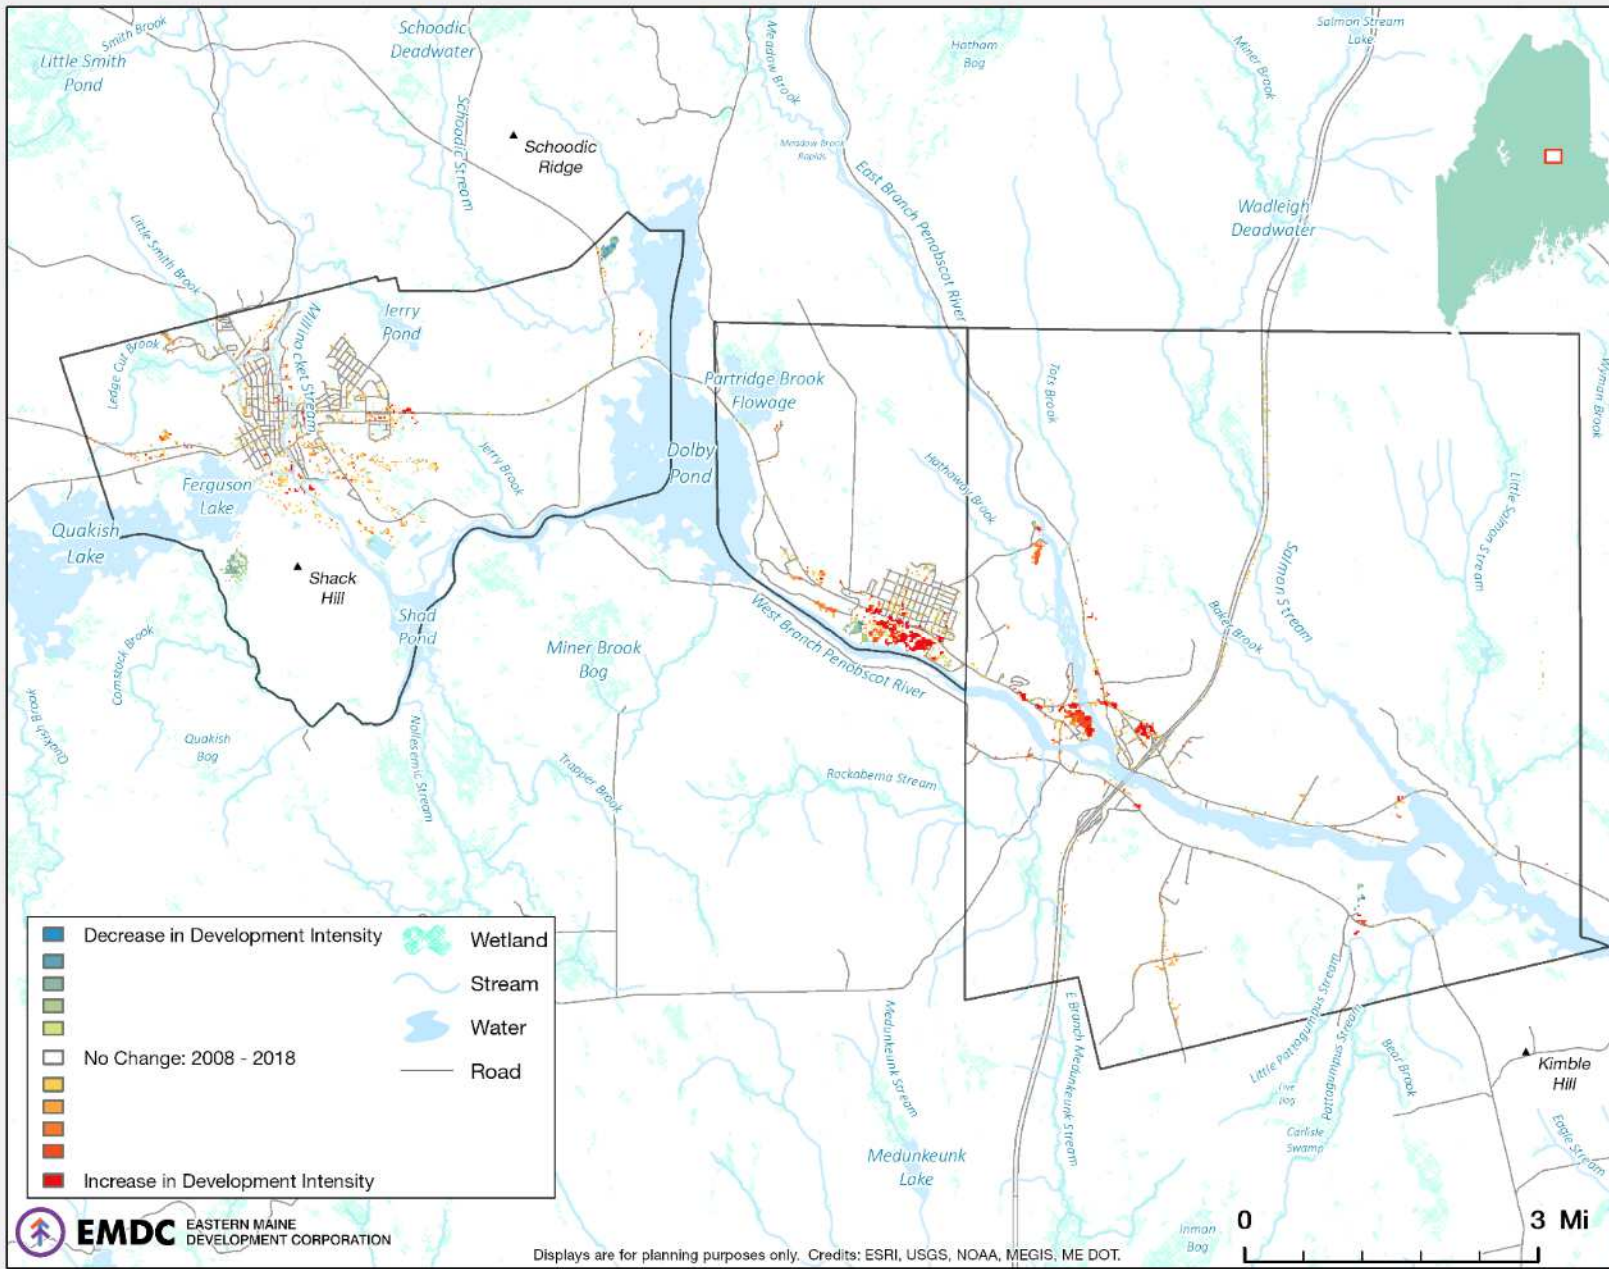 Smith Brook
Little Smith
Pond
Schoodic
Deadwater
Schoodic Stream
Schoodic
Ridge
Meadow Brook
Meadow Brook
Rapids
Hatham
Bog
Miner Brook
Salmon Stream
Lake
East Branch Penobscot River
Wadleigh
Deadwater
Little Smith Brook
Millinocket Stream
Jerry
Pond
Ledge Cut Brook
Partridge Brook
Flowage
Tots Brook
Wyman Brook
Dolby
Pond
Jerry Brook
Ferguson
Lake
Quakish
Lake
Hathaway Brook
Little Salmon Stream
Salmon Stream
Shack
Hill
Shad
Pond
West Branch Penobscot River
Baker Brook
Comstock Brook
Miner Brook
Bog
Quakish Brook
Quakish
Bog
Nollesemic Stream
Trapper Brook
Rockabema Stream
Decrease in Development Intensity
No Change: 2008 - 2018
Increase in Development Intensity
Wetland
Stream
Water
Road
Medunkeunk Stream
E Branch Medunkeunk Stream
Little Pattagumpus Stream
Pattagumpus Stream
Bear Brook
Kimble
Hill
Carlisle
Swamp
Eagle Stream
Medunkeunk
Lake
Inman
Bog
0 3 Mi
EMDC EASTERN MAINE
DEVELOPMENT CORPORATION
Displays are for planning purposes only. Credits: ESRI, USGS, NOAA, MEGIS, ME DOT.